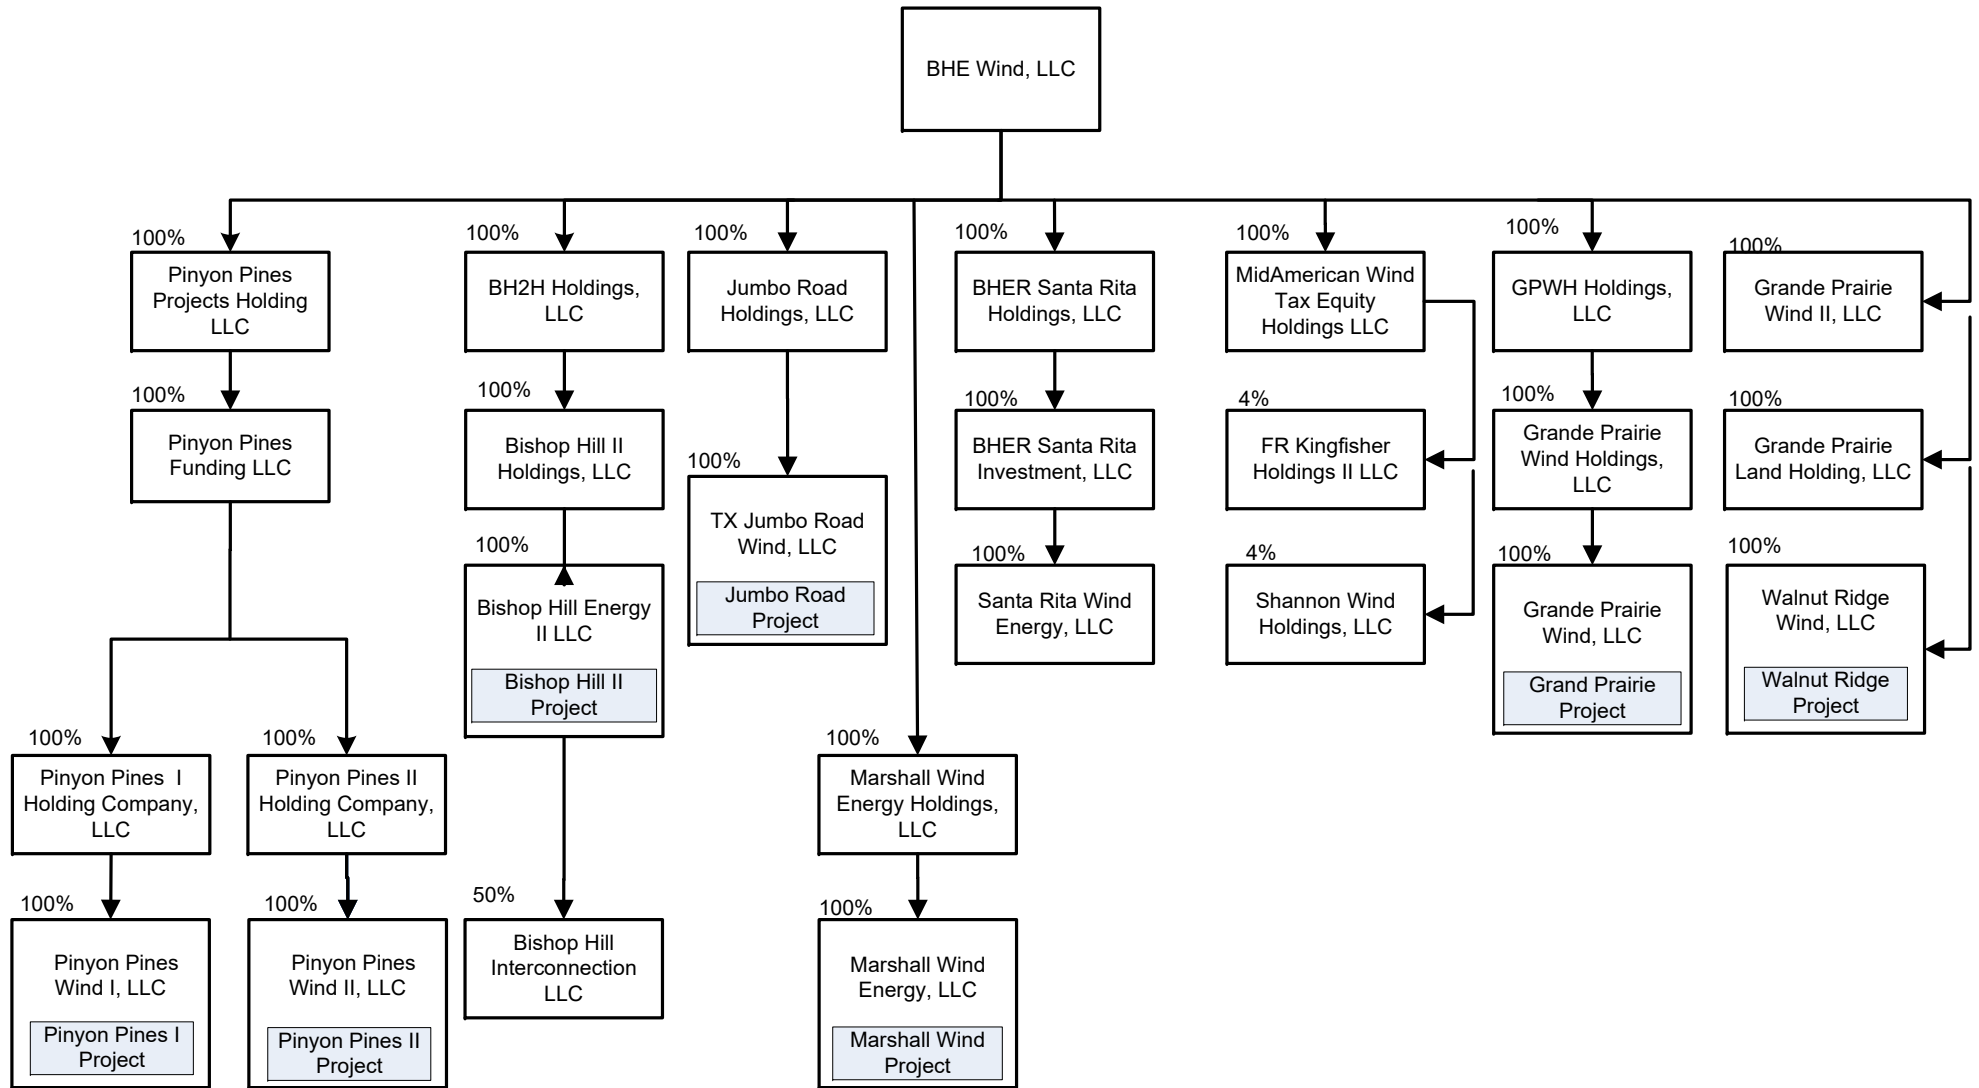 BHE Wind, LLC
100%
Pinyon Pines
Projects Holding
LLC
100%
Pinyon Pines
Funding LLC
100%
Pinyon Pines  I
Holding Company,
LLC
100%
Pinyon Pines
Wind I, LLC
Pinyon Pines I
Project
100%
Pinyon Pines II
Holding Company,
LLC
100%
Pinyon Pines
Wind II, LLC
Pinyon Pines II
Project
100%
BH2H Holdings,
LLC
100%
Bishop Hill II
Holdings, LLC
100%
Bishop Hill Energy
II LLC
Bishop Hill II
Project
50%
Bishop Hill
Interconnection
LLC
100%
Jumbo Road
Holdings, LLC
100%
TX Jumbo Road
Wind, LLC
Jumbo Road
Project
100%
Marshall Wind
Energy Holdings,
LLC
100%
Marshall Wind
Energy, LLC
Marshall Wind
Project
100%
BHER Santa Rita
Holdings, LLC
100%
BHER Santa Rita
Investment, LLC
100%
Santa Rita Wind
Energy, LLC
100%
MidAmerican Wind
Tax Equity
Holdings LLC
4%
FR Kingfisher
Holdings II LLC
4%
Shannon Wind
Holdings, LLC
100%
GPWH Holdings,
LLC
100%
Grande Prairie
Wind Holdings,
LLC
100%
Grande Prairie
Wind, LLC
Grand Prairie
Project
100%
Grande Prairie
Wind II, LLC
100%
Grande Prairie
Land Holding, LLC
100%
Walnut Ridge
Wind, LLC
Walnut Ridge
Project